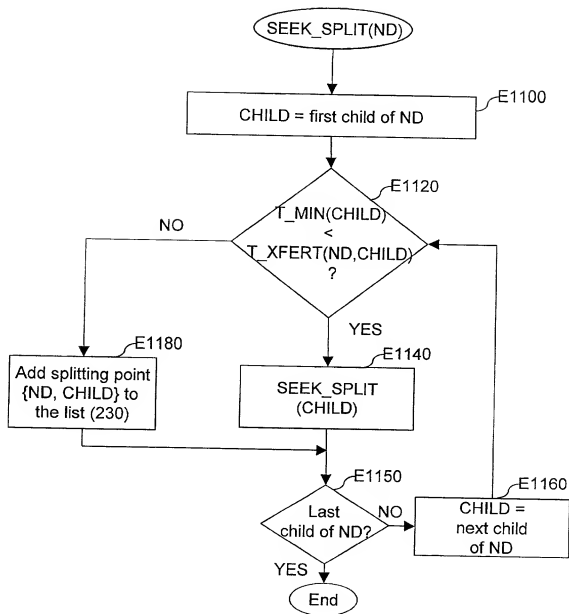 SEEK_SPLIT(ND)
E1100
CHILD = first child of ND
E1120
T_MIN(CHILD)
<
T_XFERT(ND,CHILD)
?
NO
YES
E1180
Add splitting point
{ND, CHILD} to
the list (230)
E1140
SEEK_SPLIT
(CHILD)
E1150
Last
child of ND?
NO
E1160
CHILD =
next child
of ND
YES
End